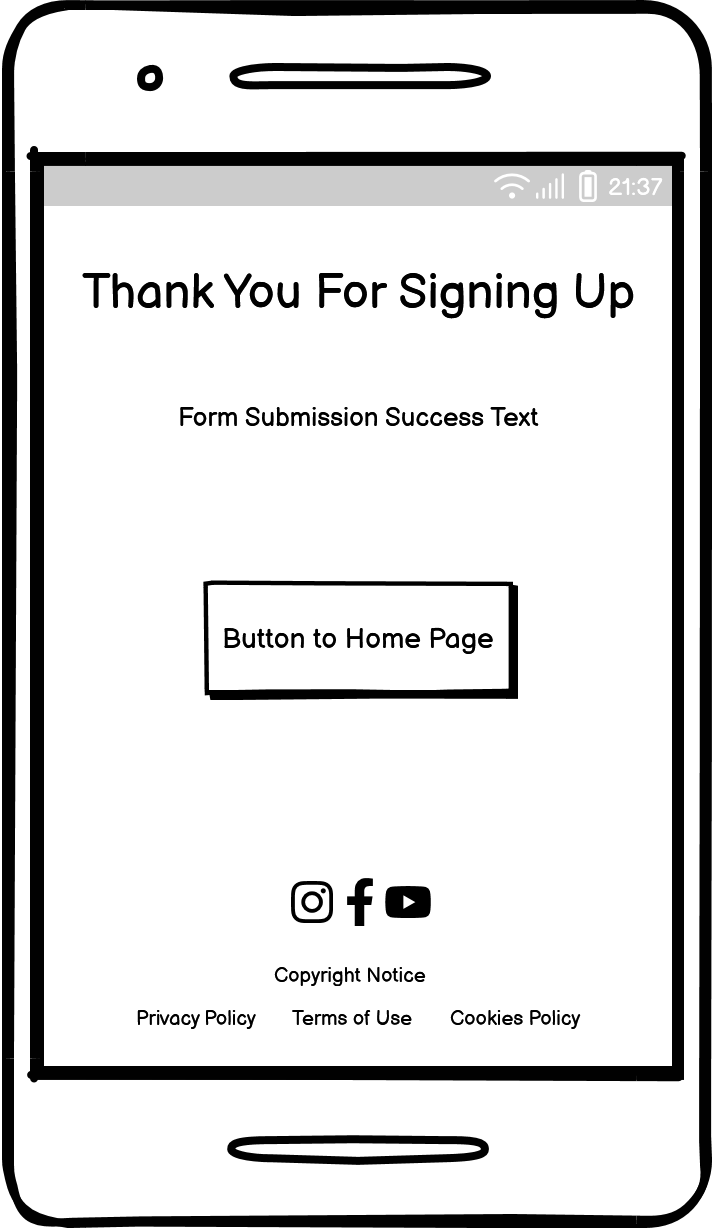 21:37
Thank You For Signing Up
Form Submission Success Text
Button to Home Page
Copyright Notice
Privacy Policy Terms of Use Cookies Policy